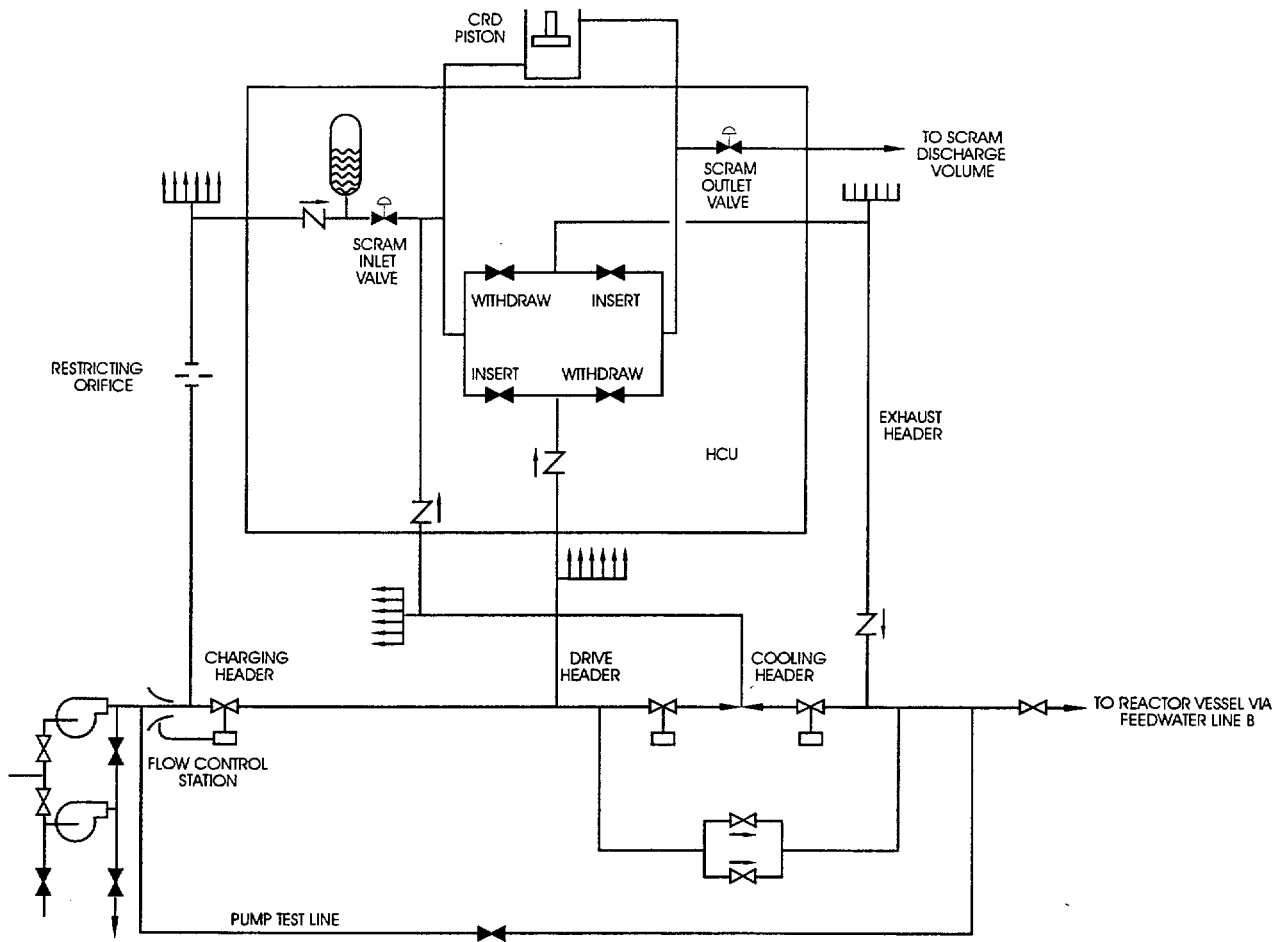 CRD
PISTON
TO SCRAM
DISCHARGE
VOLUME
SCRAM
OUTLET
VALVE
SCRAM
INLET
VALVE
WITHDRAW
INSERT
RESTRICTING
ORIFICE
INSERT
WITHDRAW
EXHAUST
HEADER
HCU
CHARGING
HEADER
DRIVE
HEADER
COOLING
HEADER
TO REACTOR VESSEL VIA
FEEDWATER LINE B
FLOW CONTROL
STATION
PUMP TEST LINE